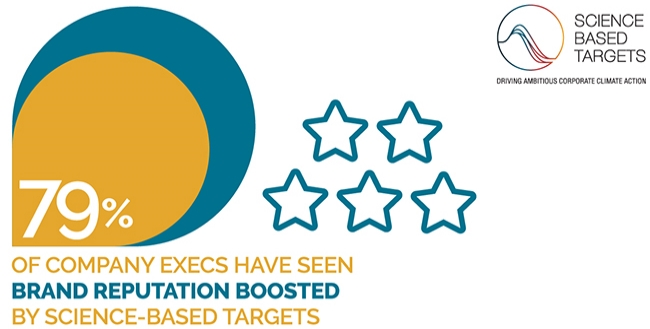 SCIENCE
BASED
TARGETS
DRIVING AMBITIOUS CORPORATE CLIMATE ACTION
79%
OF COMPANY EXECS HAVE SEEN
BRAND REPUTATION BOOSTED
BY SCIENCE-BASED TARGETS